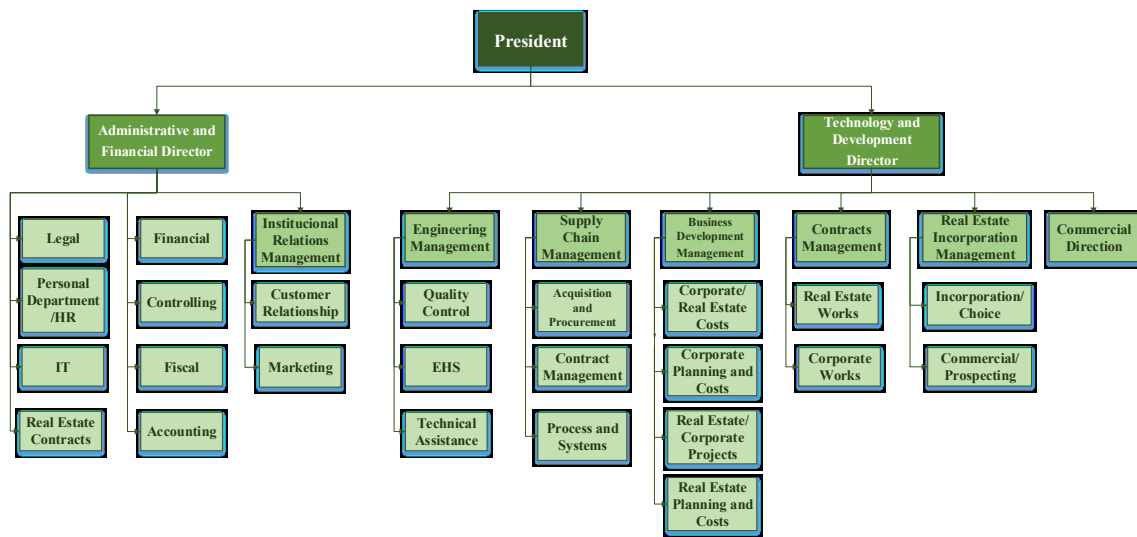 President
Administrative and
Financial Director
Technology and
Development
Director
Legal
Personal
Department
/HR
IT
Real Estate
Contracts
Financial
Controlling
Fiscal
Accounting
Institucional
Relations
Management
Customer
Relationship
Marketing
Engineering
Management
Quality
Control
EHS
Technical
Assistance
Supply
Chain
Management
Acquisition
and
Procurement
Contract
Management
Process and
Systems
Business
Development
Management
Corporate/
Real Estate
Costs
Corporate
Planning and
Costs
Real Estate/
Corporate
Projects
Real Estate
Planning and
Costs
Contracts
Management
Real Estate
Works
Corporate
Works
Real Estate
Incorporation
Management
Incorporation/
Choice
Commercial/
Prospecting
Commercial
Direction